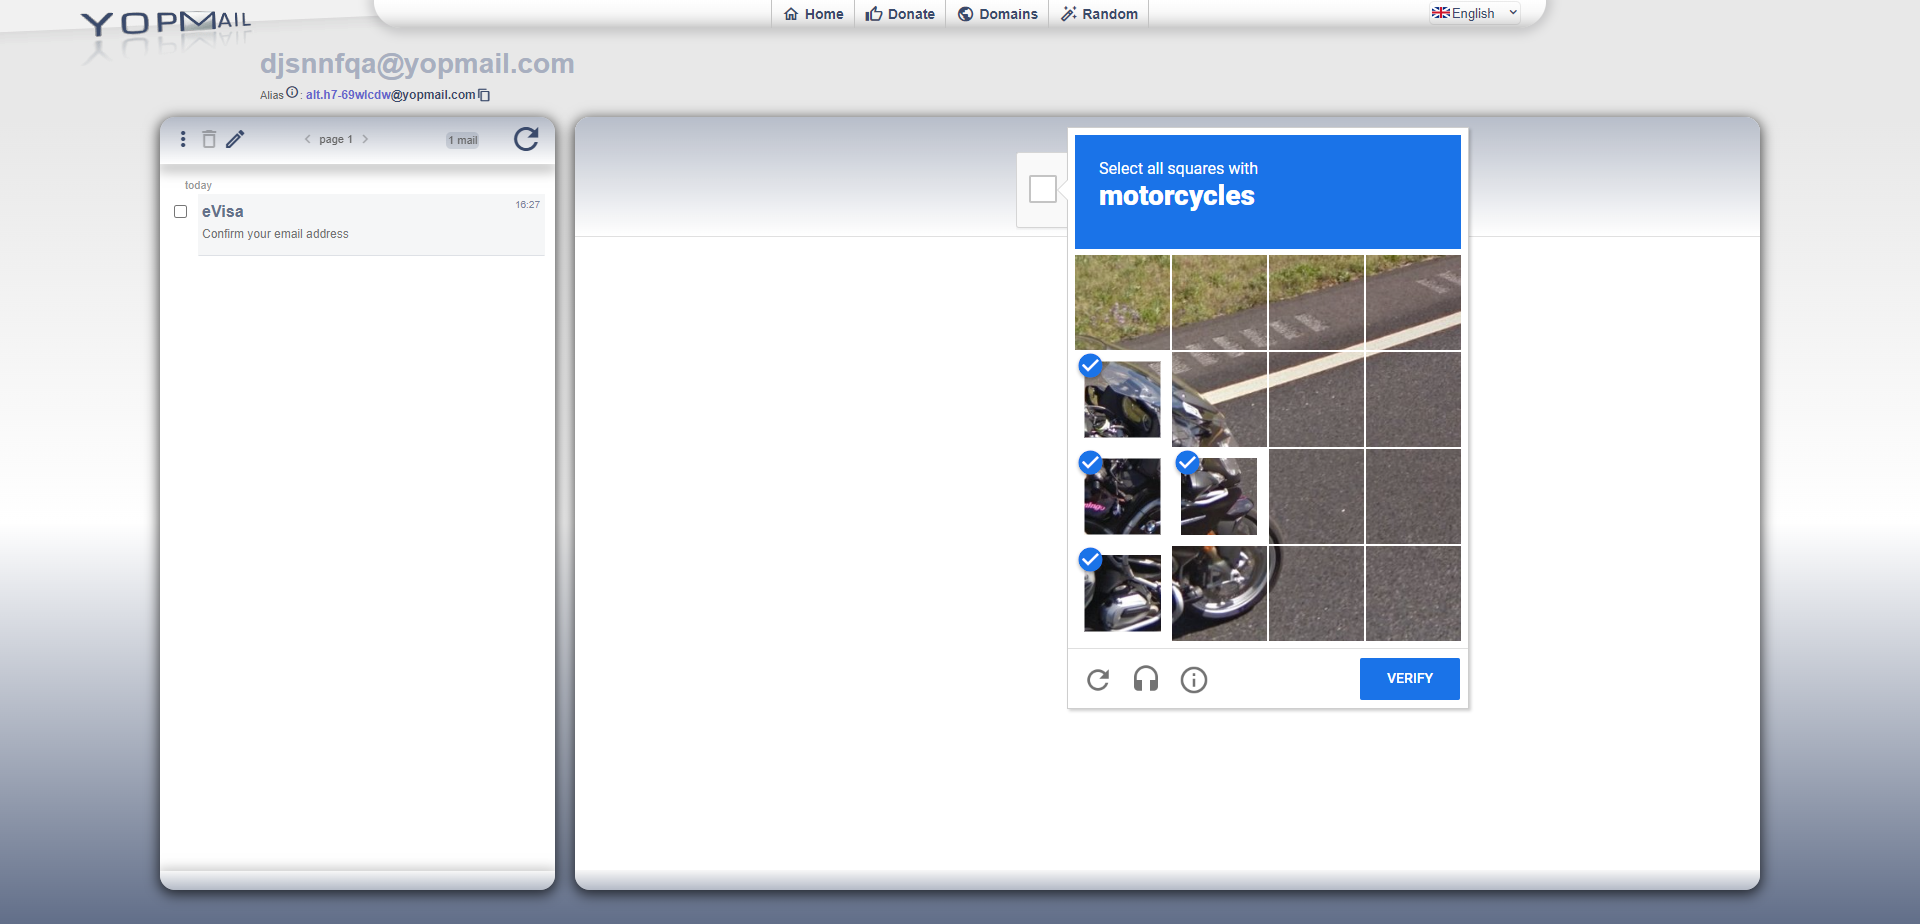 YOPMAIL
Home
Donate
Domains
Random
English
djsnnfqa@yopmail.com
Alias : alt.h7-69wlcdw@yopmail.com
page 1
1 mail
today
eVisa
16:27
Confirm your email address
Select all squares with
motorcycles
VERIFY